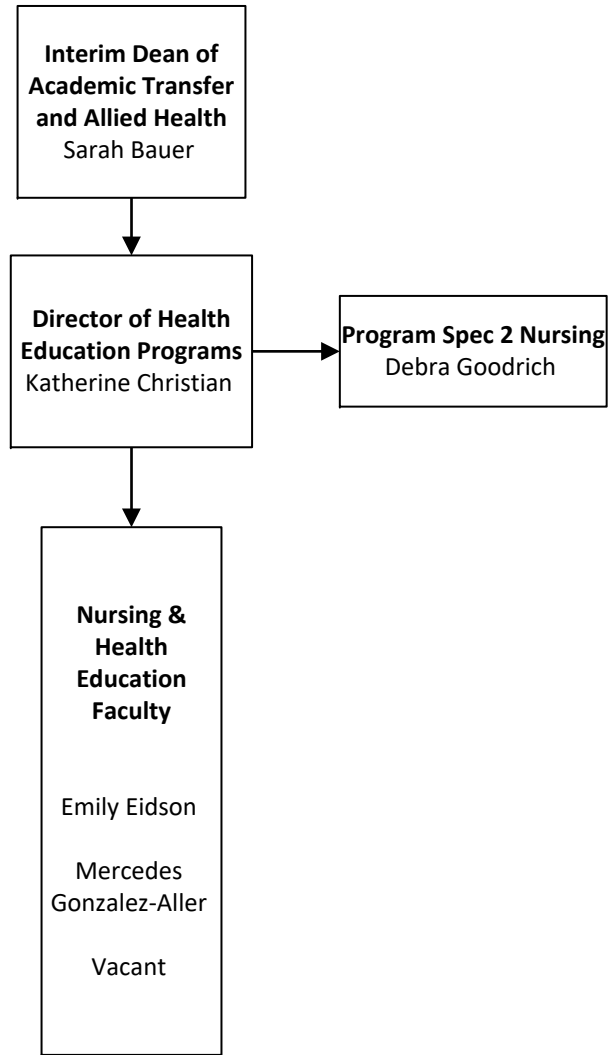 Interim Dean of
Academic Transfer
and Allied Health
Sarah Bauer
Director of Health
Education Programs
Katherine Christian
Program Spec 2 Nursing
Debra Goodrich
Nursing &
Health
Education
Faculty
Emily Eidson
Mercedes
Gonzalez-Aller
Vacant